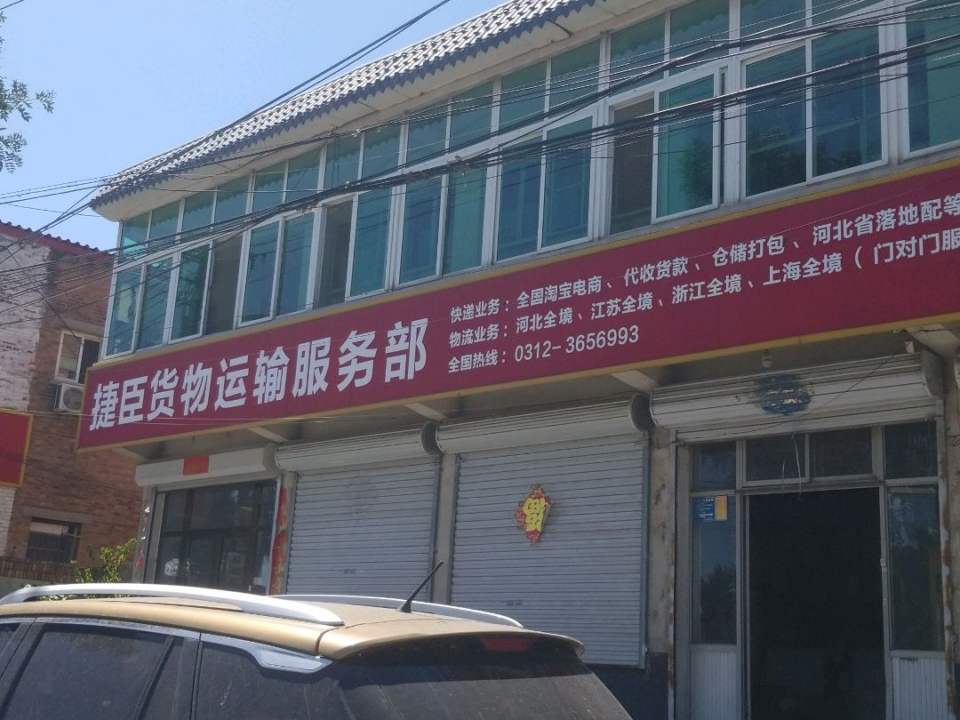 捷臣货物运输服务部
快递业务：全国淘宝电商、代收货款、仓储打包、河北省落地配等
物流业务：河北全境、江苏全境、浙江全境、上海全境（门对门服
全国热线：0312-3656993